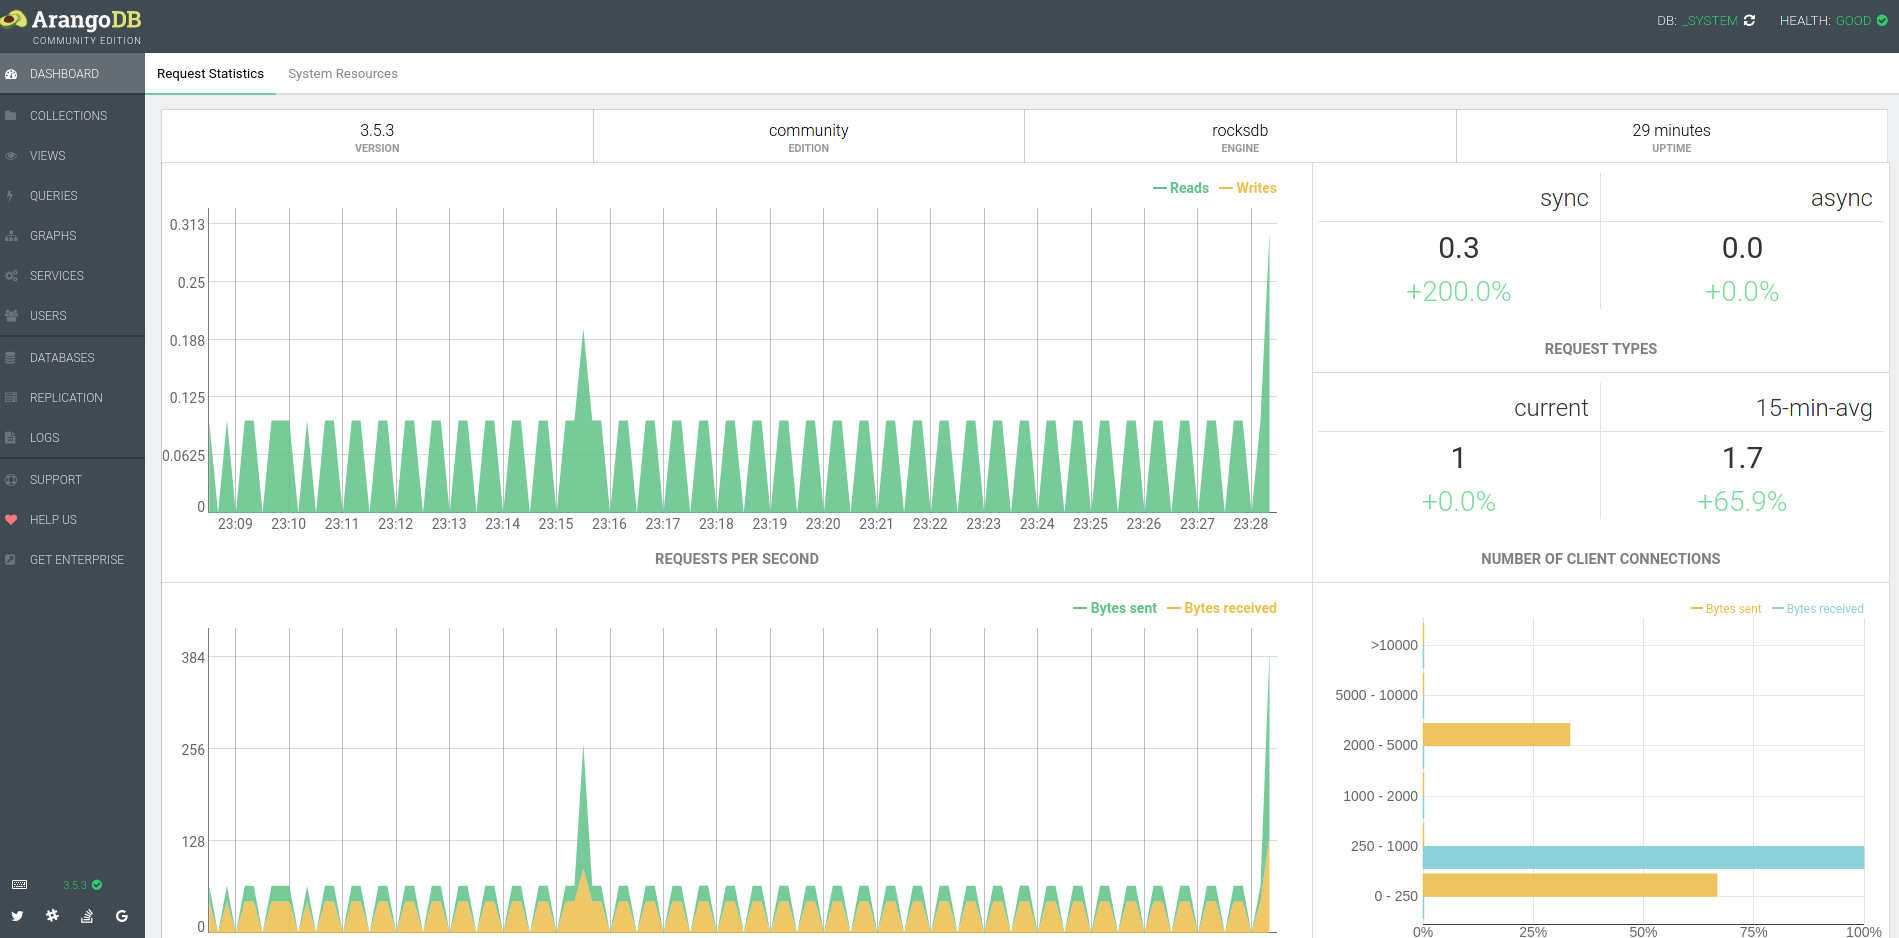 ArangoDB
COMMUNITY EDITION
DB: _SYSTEM HEALTH: GOOD
DASHBOARD
COLLECTIONS
VIEWS
QUERIES
GRAPHS
SERVICES
USERS
DATABASES
REPLICATION
LOGS
SUPPORT
HELP US
GET ENTERPRISE
3.5.3
Request Statistics System Resources
3.5.3
VERSION
community
EDITION
rocksdb
ENGINE
29 minutes
UPTIME
Reads Writes
0.313
0.25
0.188
0.125
0.0625
0
23:09 23:10 23:11 23:12 23:13 23:14 23:15 23:16 23:17 23:18 23:19 23:20 23:21 23:22 23:23 23:24 23:25 23:26 23:27 23:28
REQUESTS PER SECOND
sync async
0.3 0.0
+200.0% +0.0%
REQUEST TYPES
current 15-min-avg
1 1.7
+0.0% +65.9%
NUMBER OF CLIENT CONNECTIONS
Bytes sent Bytes received
384
256
128
0
Bytes sent Bytes received
>10000
5000 - 10000
2000 - 5000
1000 - 2000
250 - 1000
0 - 250
0% 25% 50% 75% 100%